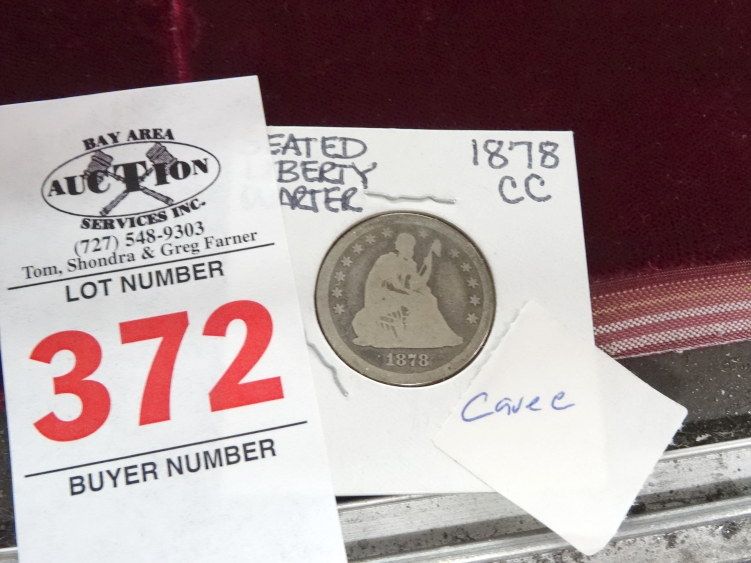 BAY AREA
AUCTION
SERVICES INC.
(727) 548-9303
Tom, Shondra & Greg Farner
LOT NUMBER
372
BUYER NUMBER
EATED
BERTY
ARTER
1878
CC
1878